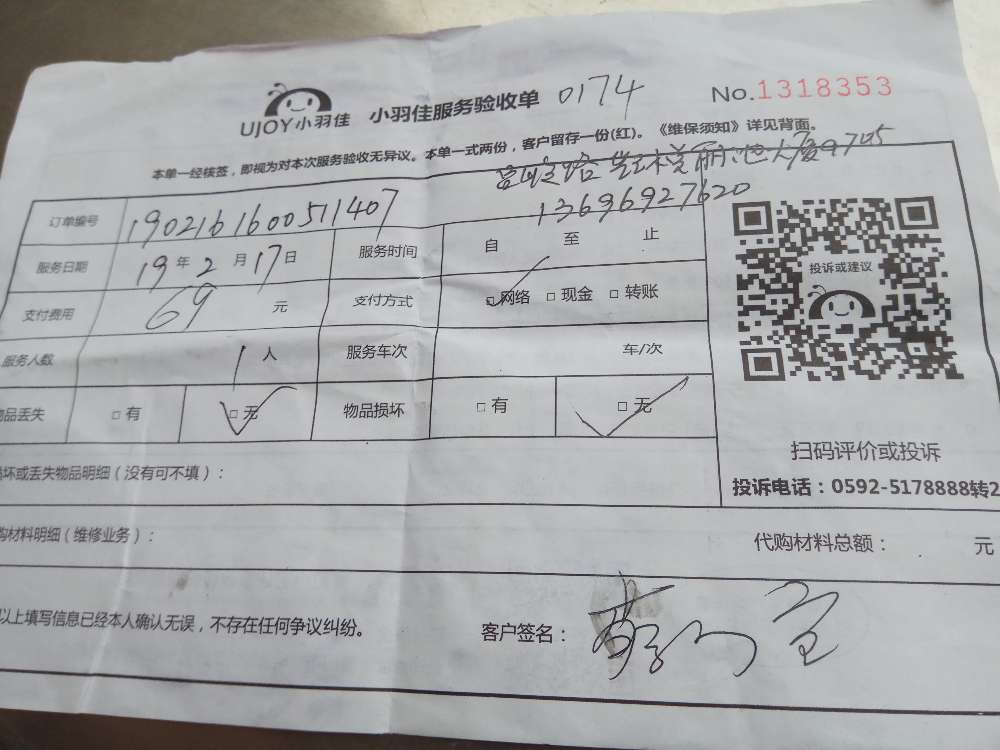 UJOY小羽佳 小羽佳服务验收单 0174 No.1318353
本单一经核签,即视为对本次服务验收无异议。本单一式两份,客户留存一份(红)。《维保须知》详见背面。
13696927620
订单编号 190216160051 1407
服务日期 19年2月17日 服务时间 自 至 止
支付费用 69 元 支付方式 □网络 □现金 □转账
服务人数 1人 服务车次 车/次
品丢失 □有 □无 物品损坏 □有 □无
投诉或建议
扫码评价或投诉
投诉电话:0592-5178888转2
坏或丢失物品明细(没有可不填):
购材料明细(维修业务):
代购材料总额: 元
以上填写信息已经本人确认无误,不存在任何争议纠纷。
客户签名: